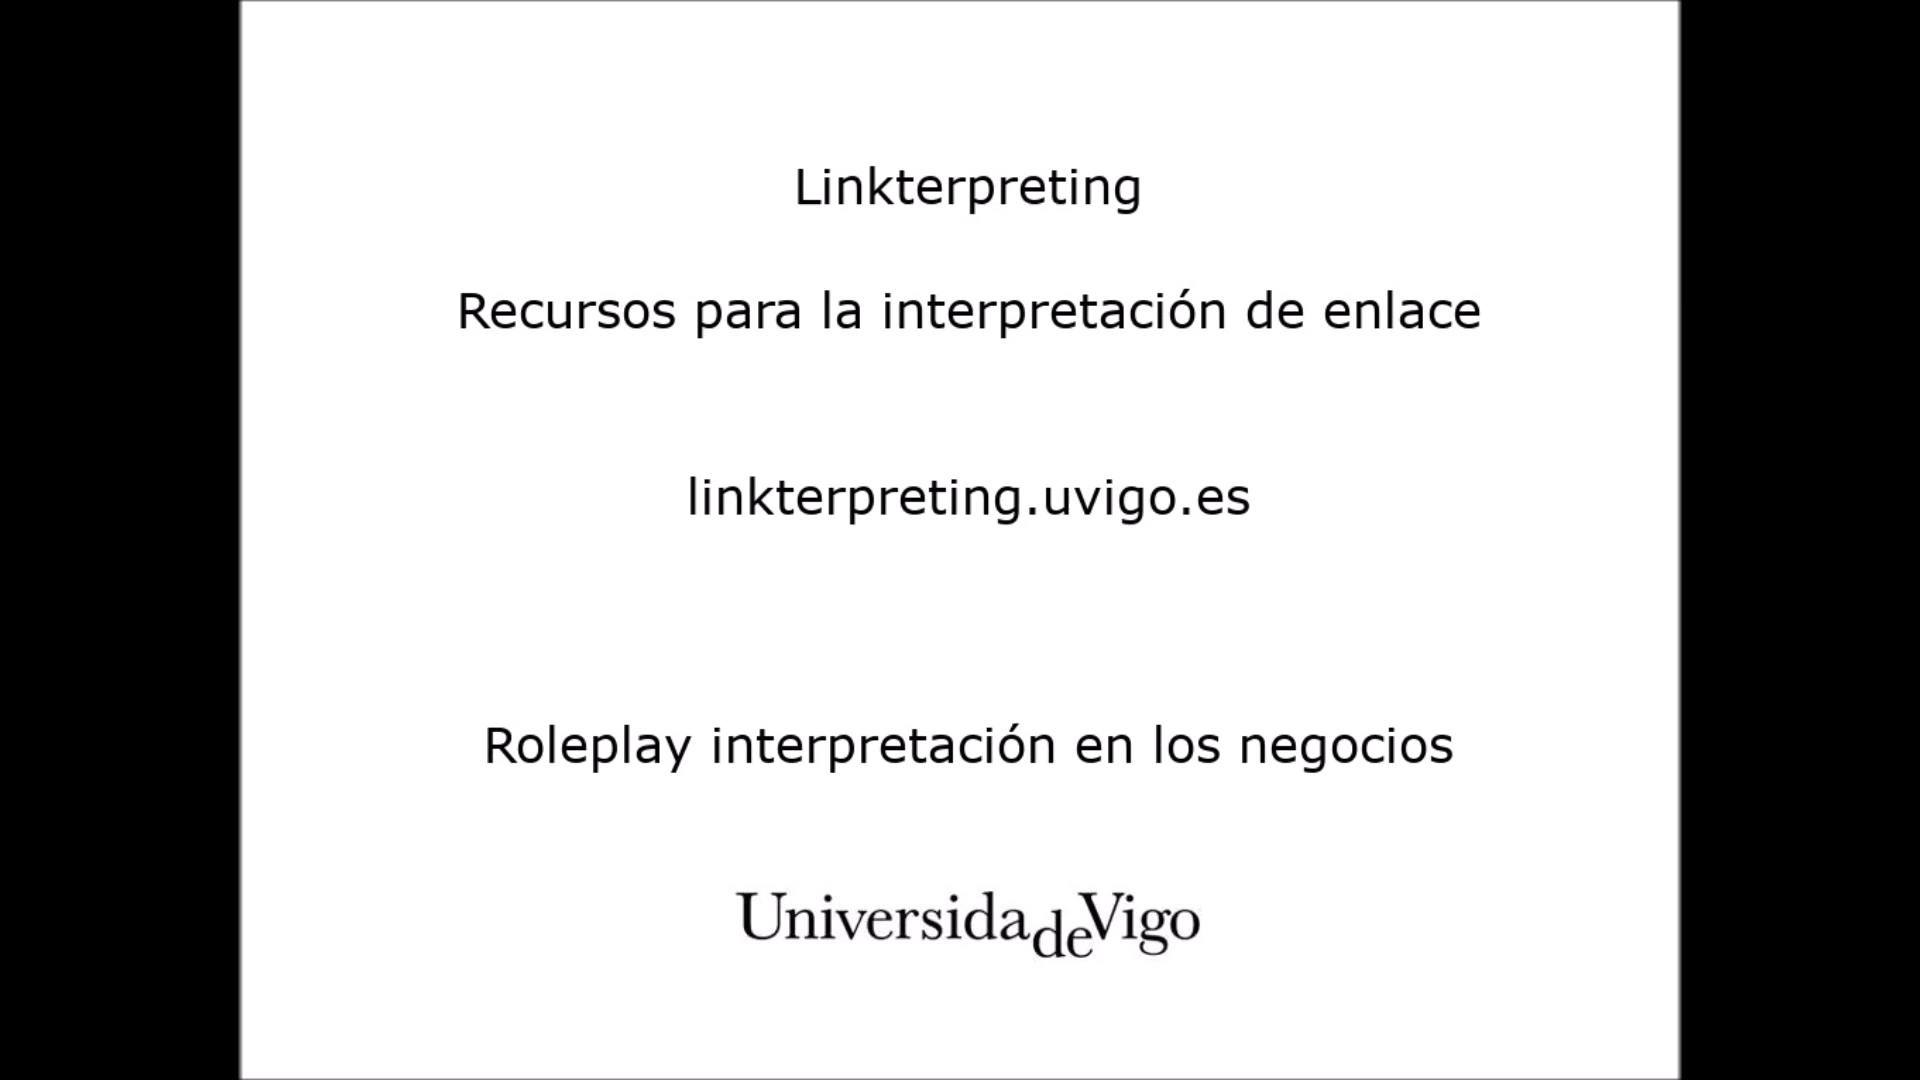 Linkterpreting
Recursos para la interpretación de enlace
linkterpreting.uvigo.es
Roleplay interpretación en los negocios
UniversidadeVigo